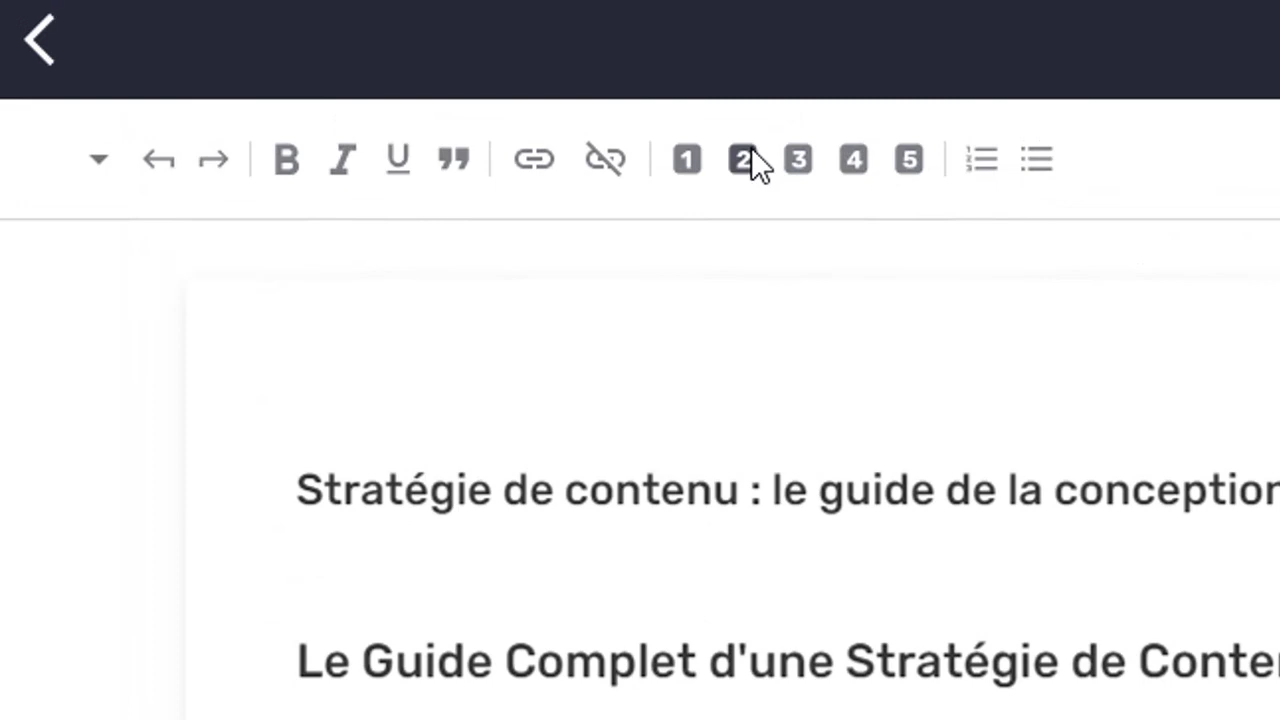 B I U 1 2 3 4 5
Stratégie de contenu : le guide de la conception
Le Guide Complet d'une Stratégie de Conte